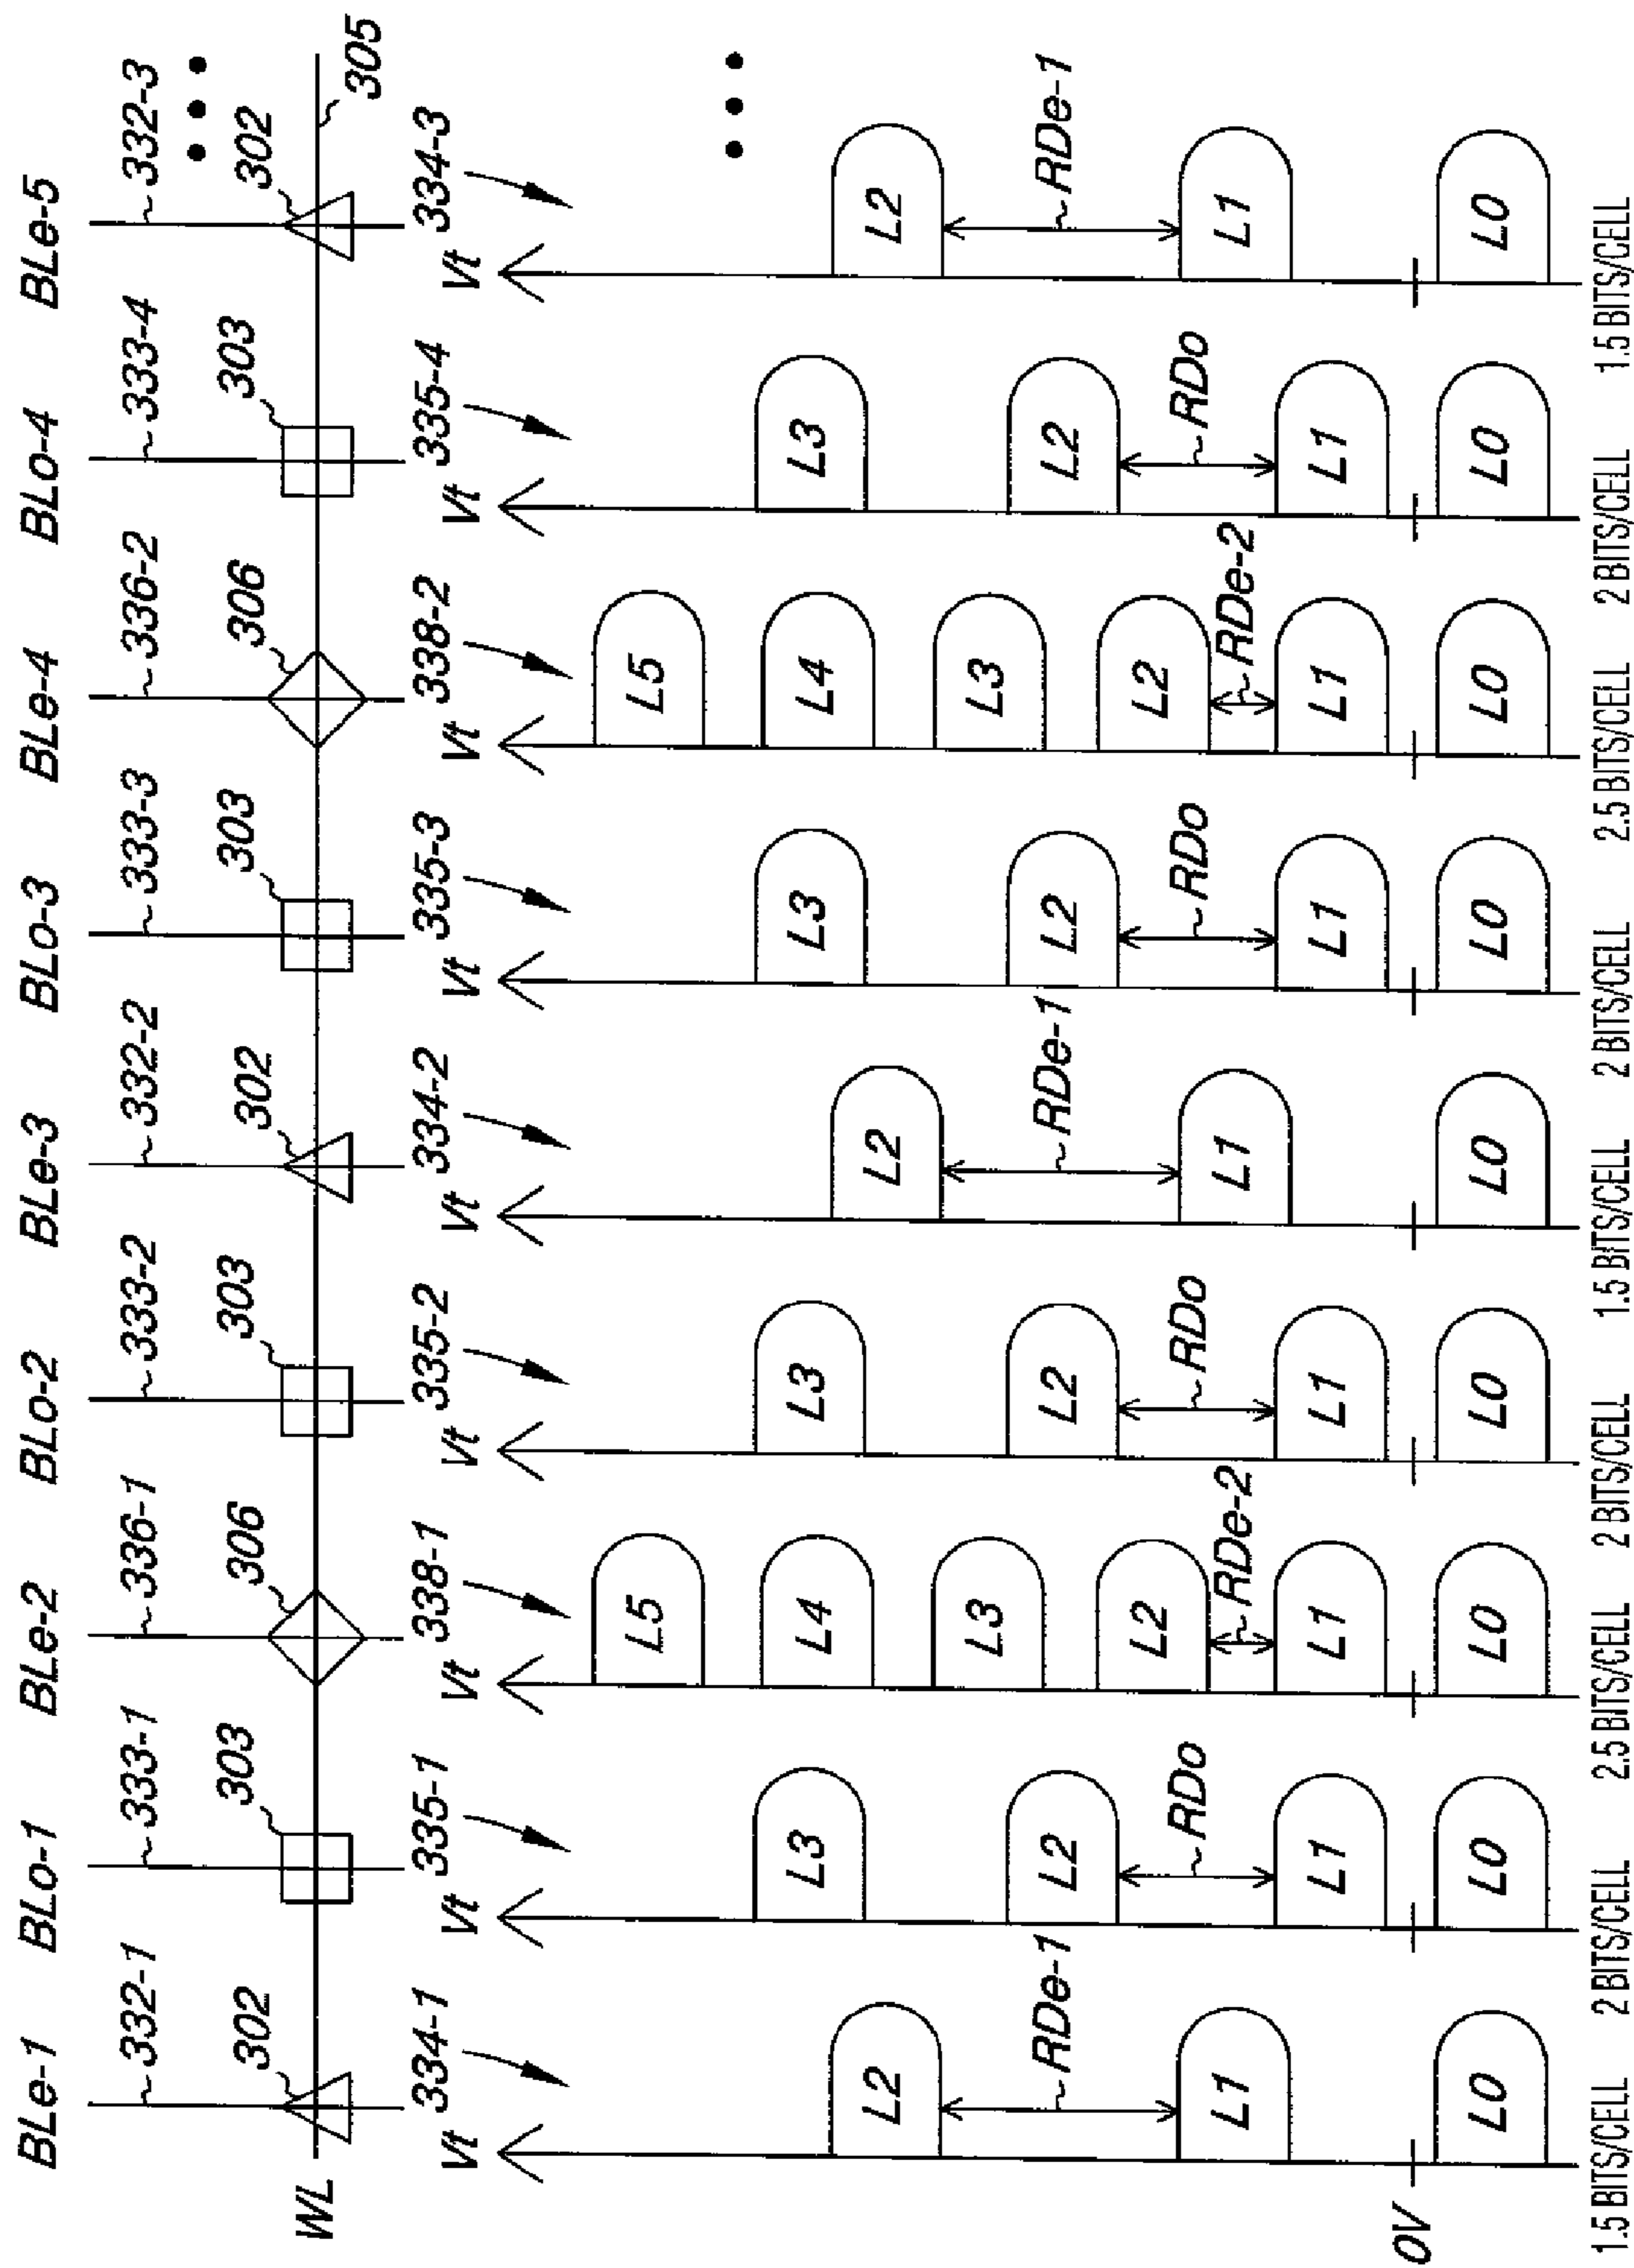 BLe-1 BLo-1 BLe-2 BLo-2 BLe-3 BLo-3 BLe-4 BLo-4 BLe-5
332-1 333-1 336-1 333-2 332-2 333-3 336-2 333-4 332-3
302 303 306 303 302 303 306 303 302
WL 305
334-1 335-1 338-1 335-2 334-2 335-3 338-2 335-4 334-3
Vt Vt Vt Vt Vt Vt Vt Vt Vt
L5 L5
L3 L4 L3 L3 L4 L3
L2 L2 L2
L2 L3 L2 L2 L3 L2
RDe-1 L2 RDe-1 L2 RDe-1
RDo RDo RDo RDo
L1 RDe-2 L1 RDe-2 L1
L1 L1 L1 L1 L1 L1
0V
L0 L0 L0 L0 L0 L0 L0 L0 L0
1.5 BITS/CELL 2 BITS/CELL 2.5 BITS/CELL 2 BITS/CELL 1.5 BITS/CELL 2 BITS/CELL 2.5 BITS/CELL 2 BITS/CELL 1.5 BITS/CELL